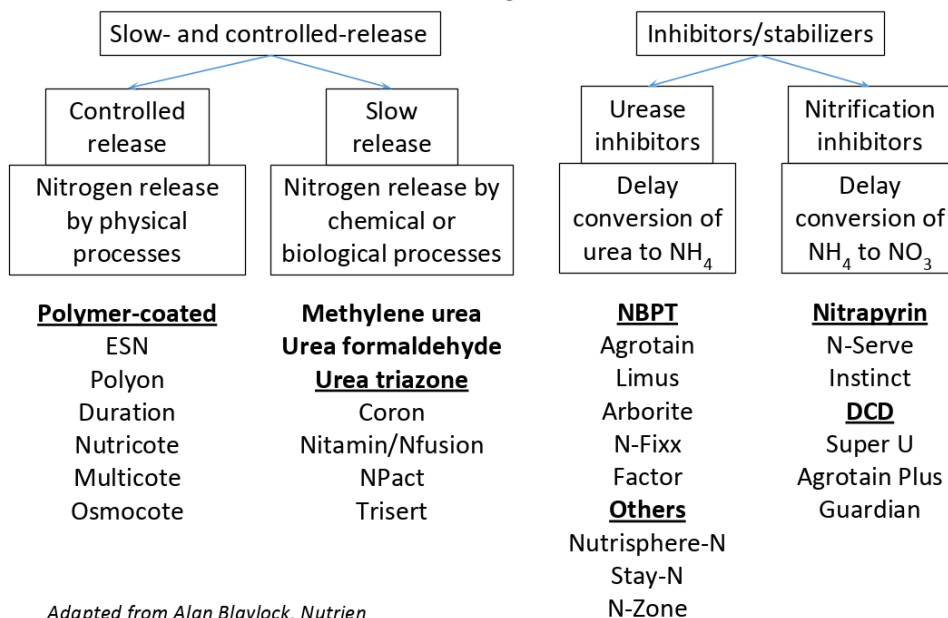 Slow- and controlled-release
Controlled
release
Nitrogen release
by physical
processes
Polymer-coated
ESN
Polyon
Duration
Nutricote
Multicote
Osmocote
Slow
release
Nitrogen release by
chemical or
biological processes
Methylene urea
Urea formaldehyde
Urea triazone
Coron
Nitamin/Nfusion
NPact
Trisert
Inhibitors/stabilizers
Urease
inhibitors
Delay
conversion of
urea to NH₄
NBPT
Agrotain
Limus
Arborite
N-Fixx
Factor
Others
Nutrisphere-N
Stay-N
N-Zone
Nitrification
inhibitors
Delay
conversion of
NH₄ to NO₃
Nitrapyrin
N-Serve
Instinct
DCD
Super U
Agrotain Plus
Guardian
Adapted from Alan Blaylock, Nutrien